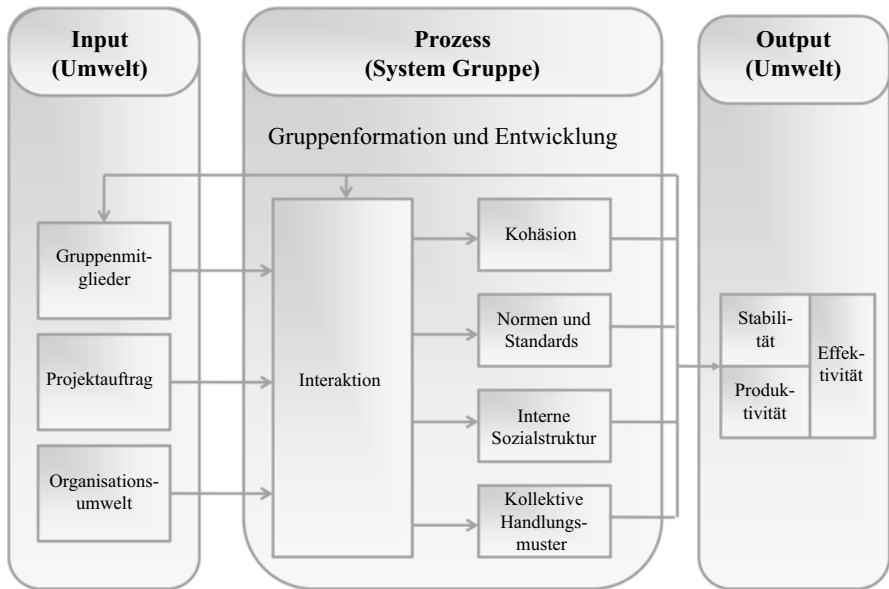 Input
(Umwelt)
Prozess
(System Gruppe)
Output
(Umwelt)
Gruppenformation und Entwicklung
Gruppenmit-
glieder
Projektauftrag
Organisations-
umwelt
Interaktion
Kohäsion
Normen und
Standards
Interne
Sozialstruktur
Kollektive
Handlungs-
muster
Stabili-
tät
Produk-
tivität
Effek-
tivität